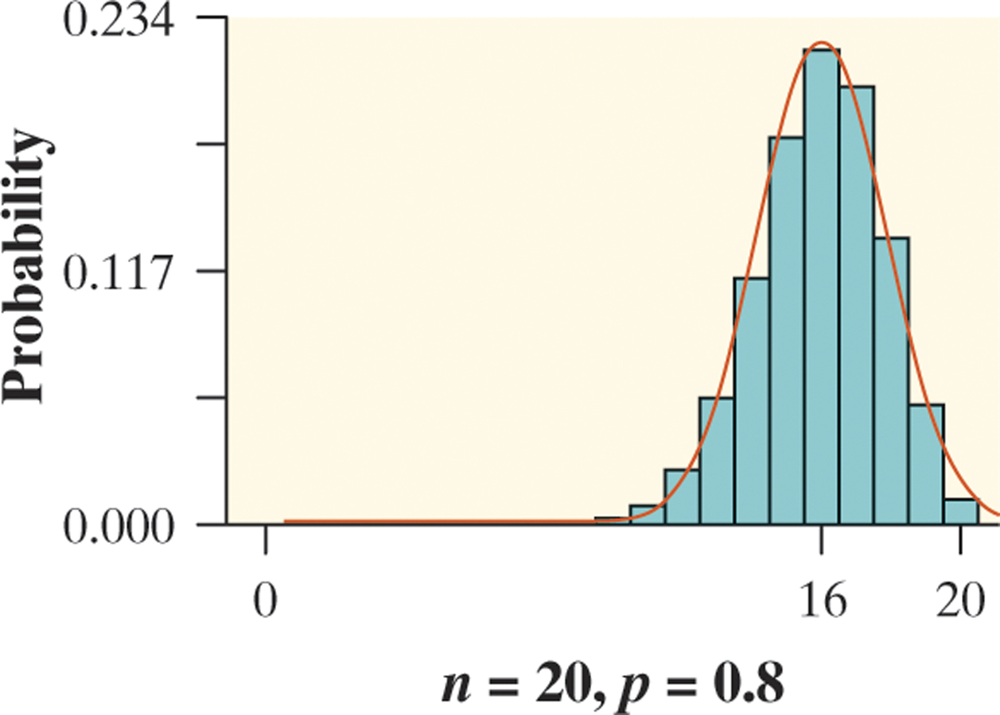 Probability
0.234
0.117
0.000
0 16 20
n = 20, p = 0.8